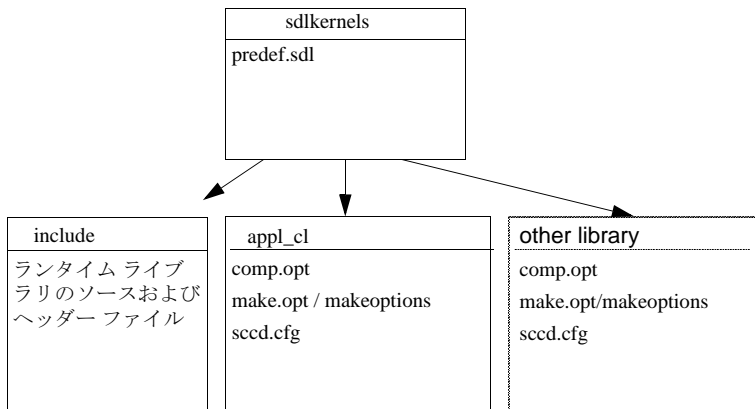 sdlkernels
predef.sdl
include
ランタイム ライブ
ラリのソースおよび
ヘッダー ファイル
appl_cl
comp.opt
make.opt / makeoptions
sccd.cfg
other library
comp.opt
make.opt/makeoptions
sccd.cfg